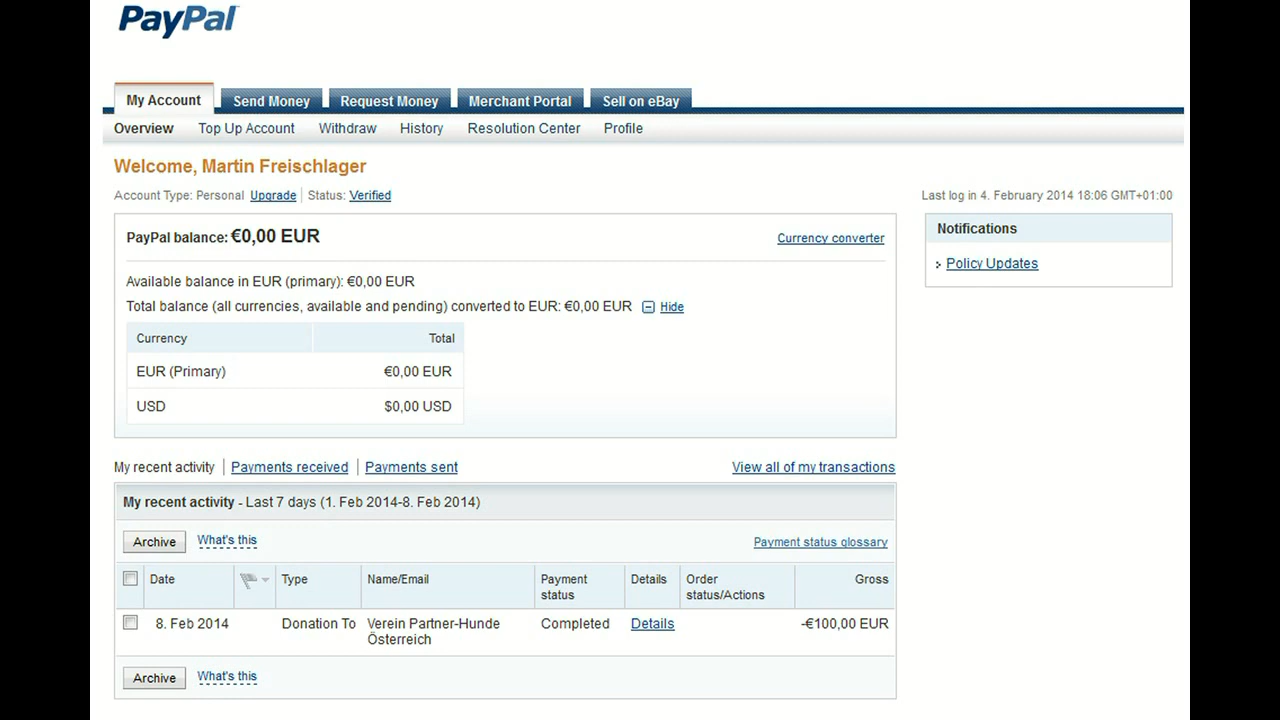 PayPal
My Account Send Money Request Money Merchant Portal Sell on eBay
Overview Top Up Account Withdraw History Resolution Center Profile
Welcome, Martin Freischlager
Account Type: Personal Upgrade Status: Verified
Last log in 4. February 2014 18:06 GMT+01:00
PayPal balance: €0,00 EUR
Currency converter
Available balance in EUR (primary): €0,00 EUR
Total balance (all currencies, available and pending) converted to EUR: €0,00 EUR Hide
Currency Total
EUR (Primary) €0,00 EUR
USD $0,00 USD
Notifications
Policy Updates
My recent activity Payments received Payments sent View all of my transactions
My recent activity - Last 7 days (1. Feb 2014-8. Feb 2014)
Archive What's this Payment status glossary
Date Type Name/Email Payment status Details Order status/Actions Gross
8. Feb 2014 Donation To Verein Partner-Hunde Österreich Completed Details -€100,00 EUR
Archive What's this